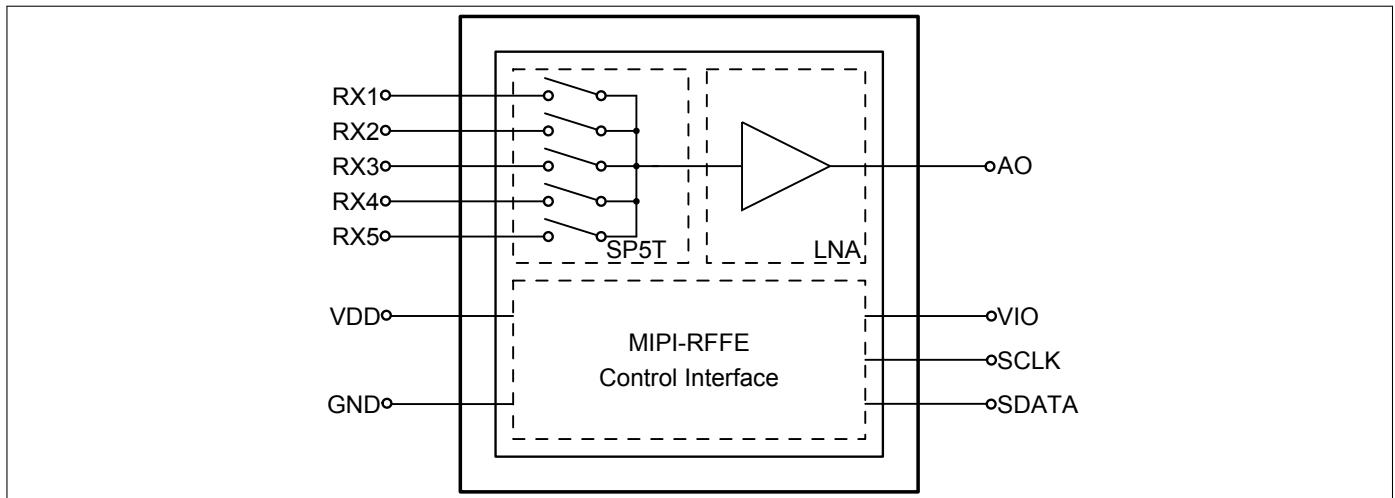 RX1
RX2
RX3
RX4
RX5
SP5T
LNA
AO
VDD
GND
MIPI-RFFE
Control Interface
VIO
SCLK
SDATA